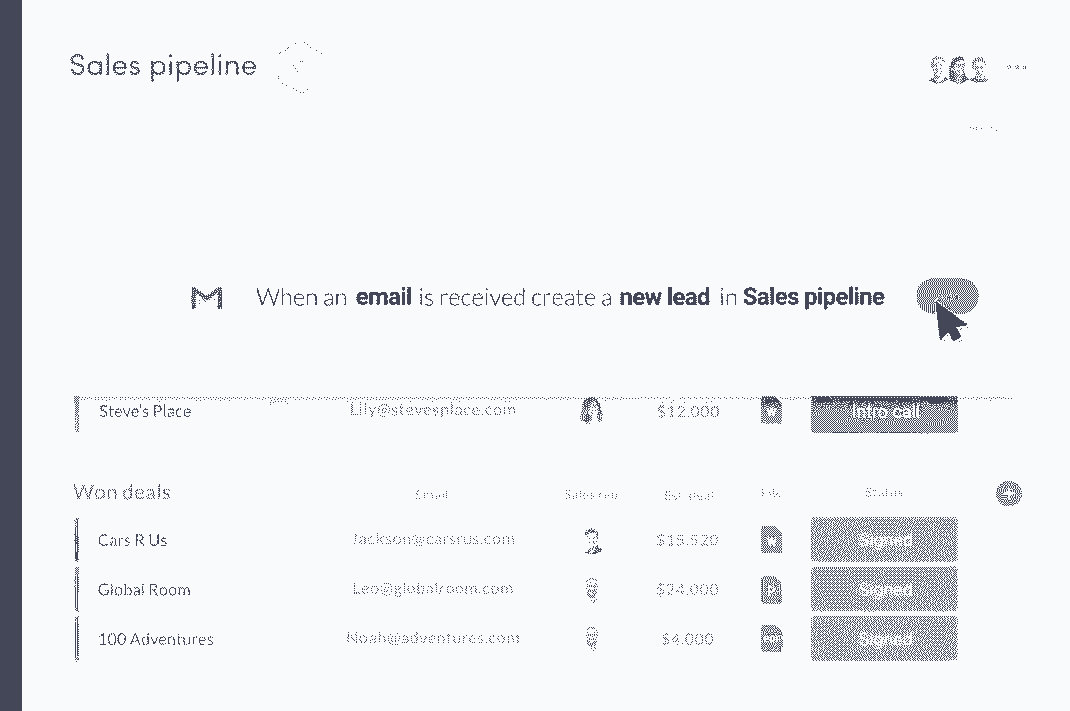 Sales pipeline
When an email is received create a new lead in Sales pipeline
Steve's Place Lily@stevesplace.com $12.000 Intro call
Won deals Email Sales rep Est. deal File Status
Cars R Us Jackson@carsrus.com $15.520 Signed
Global Room Leo@globalroom.com $24.000 Signed
100 Adventures Noah@adventures.com $4.000 Signed